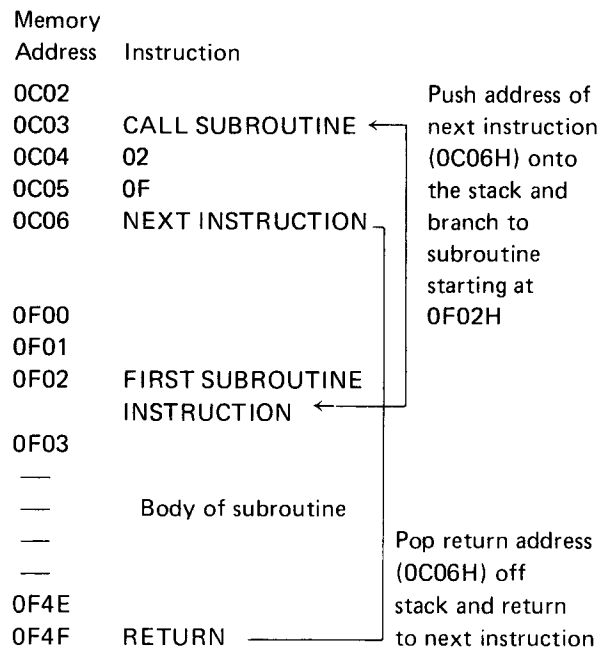 Memory
Address Instruction
0C02
0C03 CALL SUBROUTINE
0C04 02
0C05 0F
0C06 NEXT INSTRUCTION
0F00
0F01
0F02 FIRST SUBROUTINE
INSTRUCTION
0F03
—
— Body of subroutine
—
—
0F4E
0F4F RETURN
Push address of
next instruction
(0C06H) onto
the stack and
branch to
subroutine
starting at
0F02H
Pop return address
(0C06H) off
stack and return
to next instruction